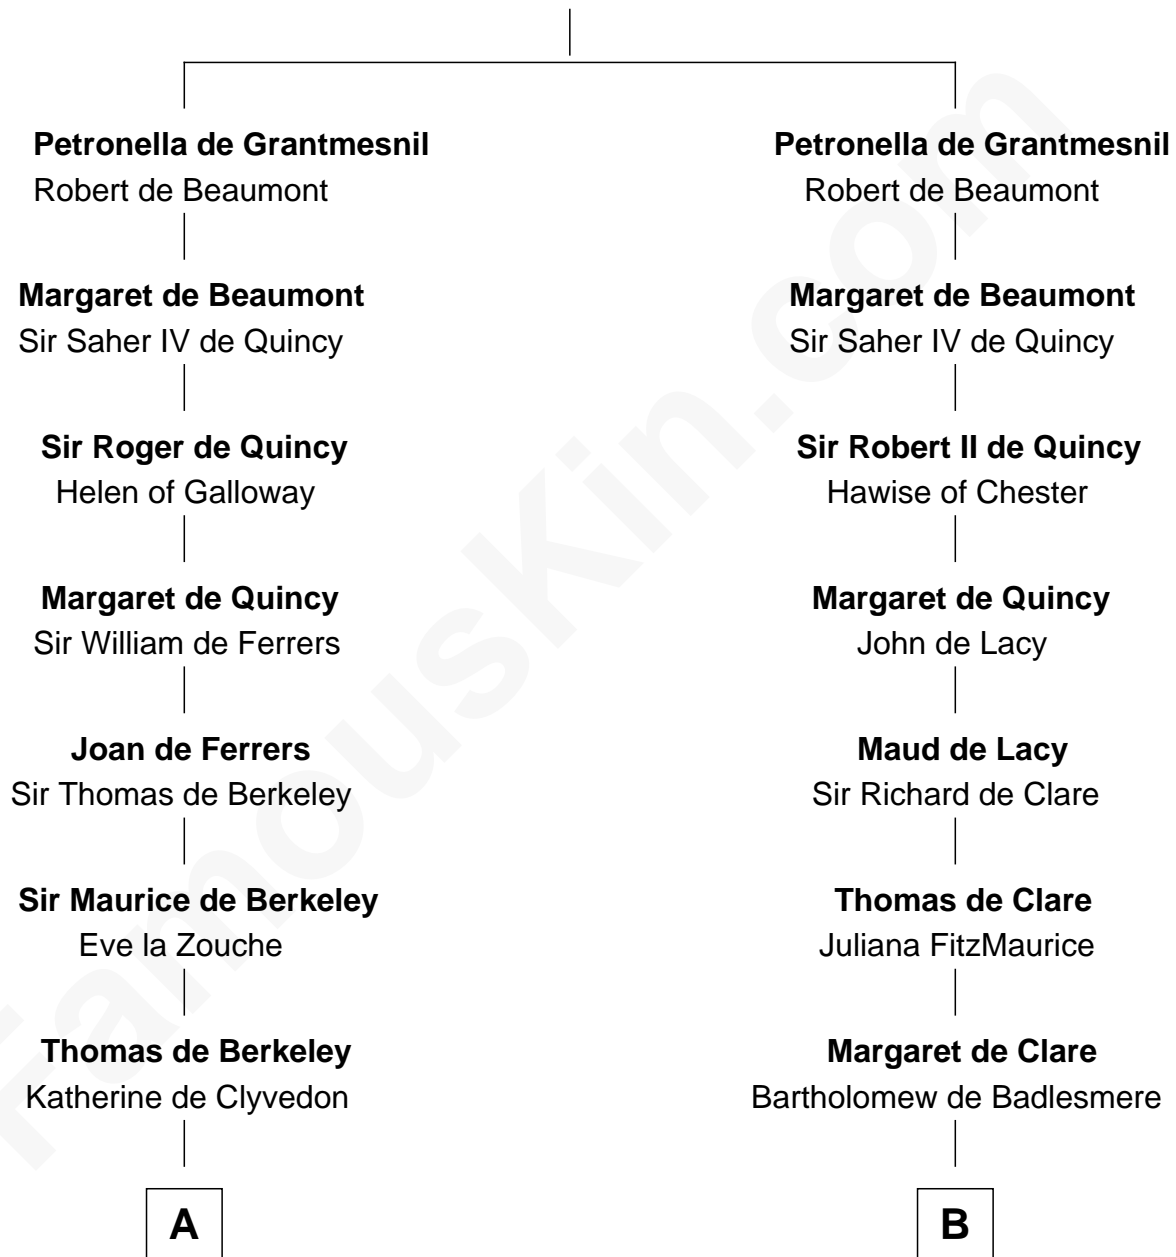 Petronella de Grantmesnil
Robert de Beaumont
Margaret de Beaumont
Sir Saher IV de Quincy
Sir Roger de Quincy
Helen of Galloway
Margaret de Quincy
Sir William de Ferrers
Joan de Ferrers
Sir Thomas de Berkeley
Sir Maurice de Berkeley
Eve la Zouche
Thomas de Berkeley
Katherine de Clyvedon
A
Petronella de Grantmesnil
Robert de Beaumont
Margaret de Beaumont
Sir Saher IV de Quincy
Sir Robert II de Quincy
Hawise of Chester
Margaret de Quincy
John de Lacy
Maud de Lacy
Sir Richard de Clare
Thomas de Clare
Juliana FitzMaurice
Margaret de Clare
Bartholomew de Badlesmere
B
FamousKin.com